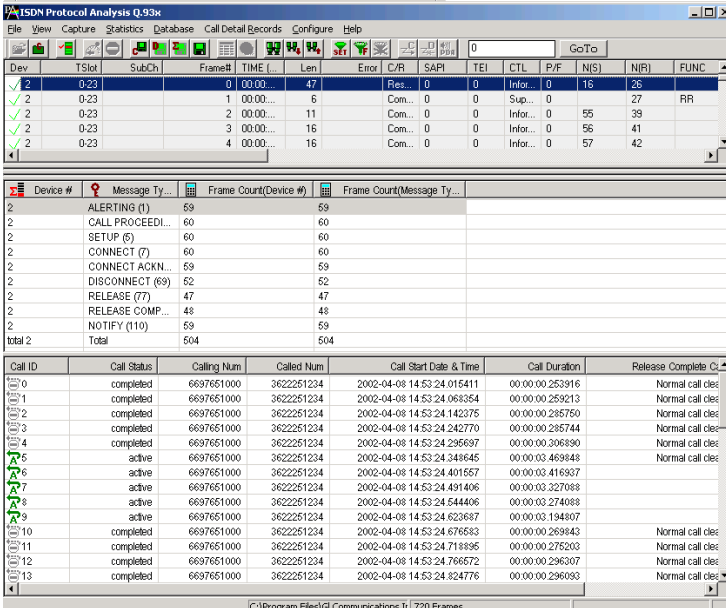 ISDN Protocol Analysis Q.93x
File View Capture Statistics Database Call Detail Records Configure Help
SET F PDR 0 GoTo
Dev TSlot SubCh Frame# TIME (... Len Error C/R SAPI TEI CTL P/F N(S) N(R) FUNC
2 0-23 0 00:00:... 47 Res... 0 0 Infor... 0 16 26
2 0-23 1 00:00:... 6 Com... 0 0 Sup... 0 27 RR
2 0-23 2 00:00:... 11 Com... 0 0 Infor... 0 55 39
2 0-23 3 00:00:... 16 Com... 0 0 Infor... 0 56 41
2 0-23 4 00:00:... 16 Com... 0 0 Infor... 0 57 42
Device # Message Ty... Frame Count(Device #) Frame Count(Message Ty...
2 ALERTING (1) 59 59
2 CALL PROCEEDI... 60 60
2 SETUP (5) 60 60
2 CONNECT (7) 60 60
2 CONNECT ACKN... 59 59
2 DISCONNECT (69) 52 52
2 RELEASE (77) 47 47
2 RELEASE COMP... 48 48
2 NOTIFY (110) 59 59
total 2 Total 504 504
Call ID Call Status Calling Num Called Num Call Start Date & Time Call Duration Release Complete Ca
0 completed 6697651000 3622251234 2002-04-08 14:53:24.015411 00:00:00.253916 Normal call clea
1 completed 6697651000 3622251234 2002-04-08 14:53:24.068354 00:00:00.259213 Normal call clea
2 completed 6697651000 3622251234 2002-04-08 14:53:24.142375 00:00:00.285750 Normal call clea
3 completed 6697651000 3622251234 2002-04-08 14:53:24.242770 00:00:00.285744 Normal call clea
4 completed 6697651000 3622251234 2002-04-08 14:53:24.295697 00:00:00.306890 Normal call clea
5 active 6697651000 3622251234 2002-04-08 14:53:24.348645 00:00:03.469848 Normal call clea
6 active 6697651000 3622251234 2002-04-08 14:53:24.401557 00:00:03.416937
7 active 6697651000 3622251234 2002-04-08 14:53:24.491406 00:00:03.327088
8 active 6697651000 3622251234 2002-04-08 14:53:24.544406 00:00:03.274088
9 active 6697651000 3622251234 2002-04-08 14:53:24.623687 00:00:03.194807
10 completed 6697651000 3622251234 2002-04-08 14:53:24.676583 00:00:00.269843 Normal call clea
11 completed 6697651000 3622251234 2002-04-08 14:53:24.718895 00:00:00.275203 Normal call clea
12 completed 6697651000 3622251234 2002-04-08 14:53:24.766572 00:00:00.296307 Normal call clea
13 completed 6697651000 3622251234 2002-04-08 14:53:24.824776 00:00:00.296093 Normal call clea
C:\Program Files\Gl Communications Ir 720 Frames